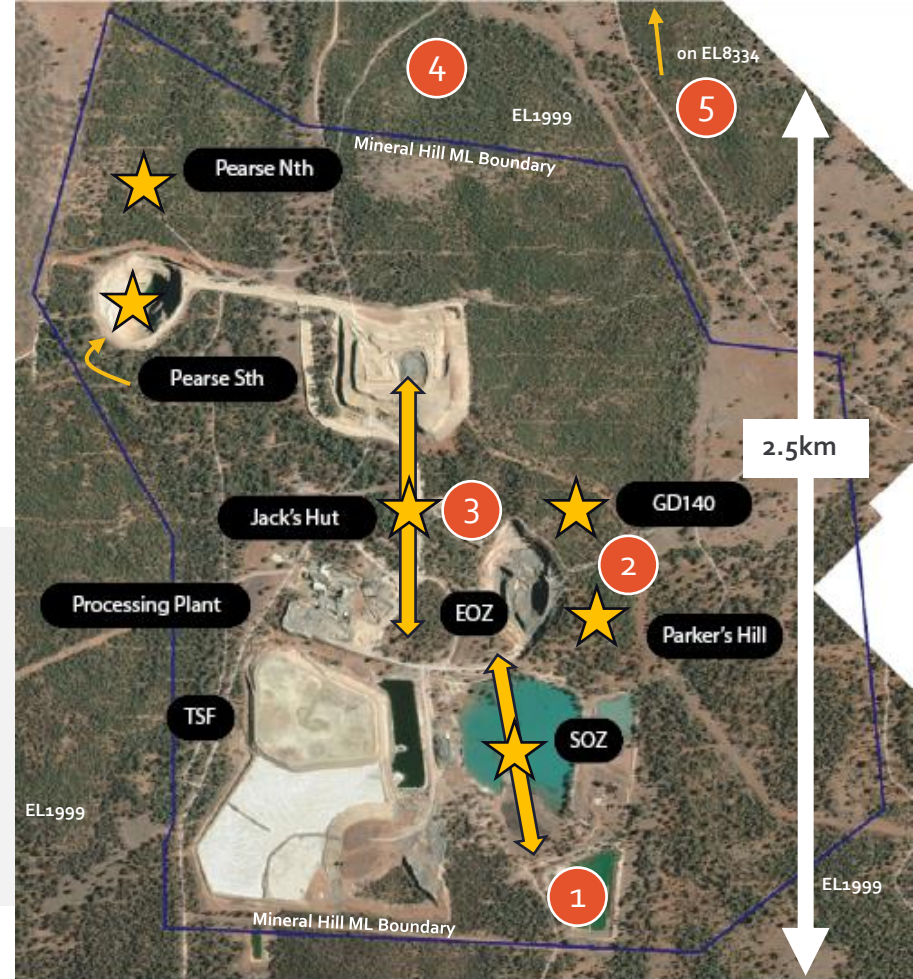 on EL8334
4
5
EL1999
Mineral Hill ML Boundary
Pearse Nth
Pearse Sth
2.5km
Jack's Hut
3
GD140
2
Processing Plant
EOZ
Parker's Hill
TSF
SOZ
EL1999
1
EL1999
Mineral Hill ML Boundary